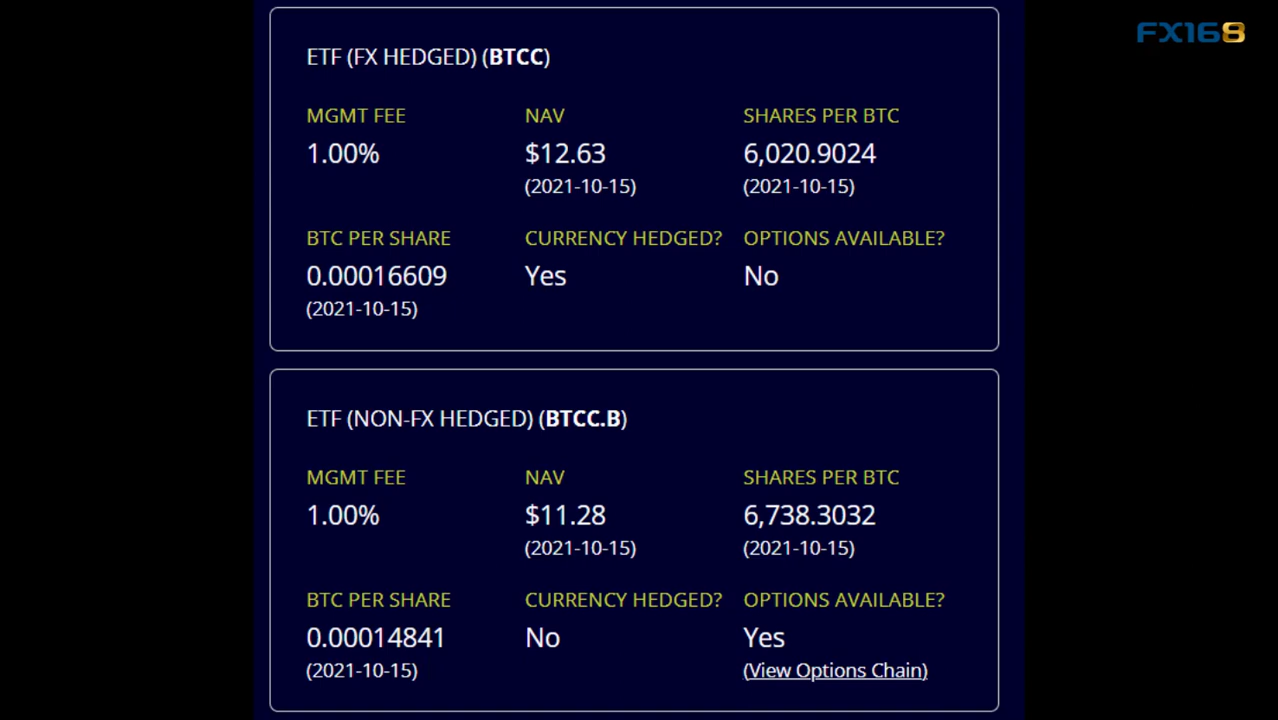 FX168
ETF (FX HEDGED) (BTCC)
MGMT FEE NAV SHARES PER BTC
1.00% $12.63 6,020.9024
(2021-10-15) (2021-10-15)
BTC PER SHARE CURRENCY HEDGED? OPTIONS AVAILABLE?
0.00016609 Yes No
(2021-10-15)
ETF (NON-FX HEDGED) (BTCC.B)
MGMT FEE NAV SHARES PER BTC
1.00% $11.28 6,738.3032
(2021-10-15) (2021-10-15)
BTC PER SHARE CURRENCY HEDGED? OPTIONS AVAILABLE?
0.00014841 No Yes
(2021-10-15) (View Options Chain)